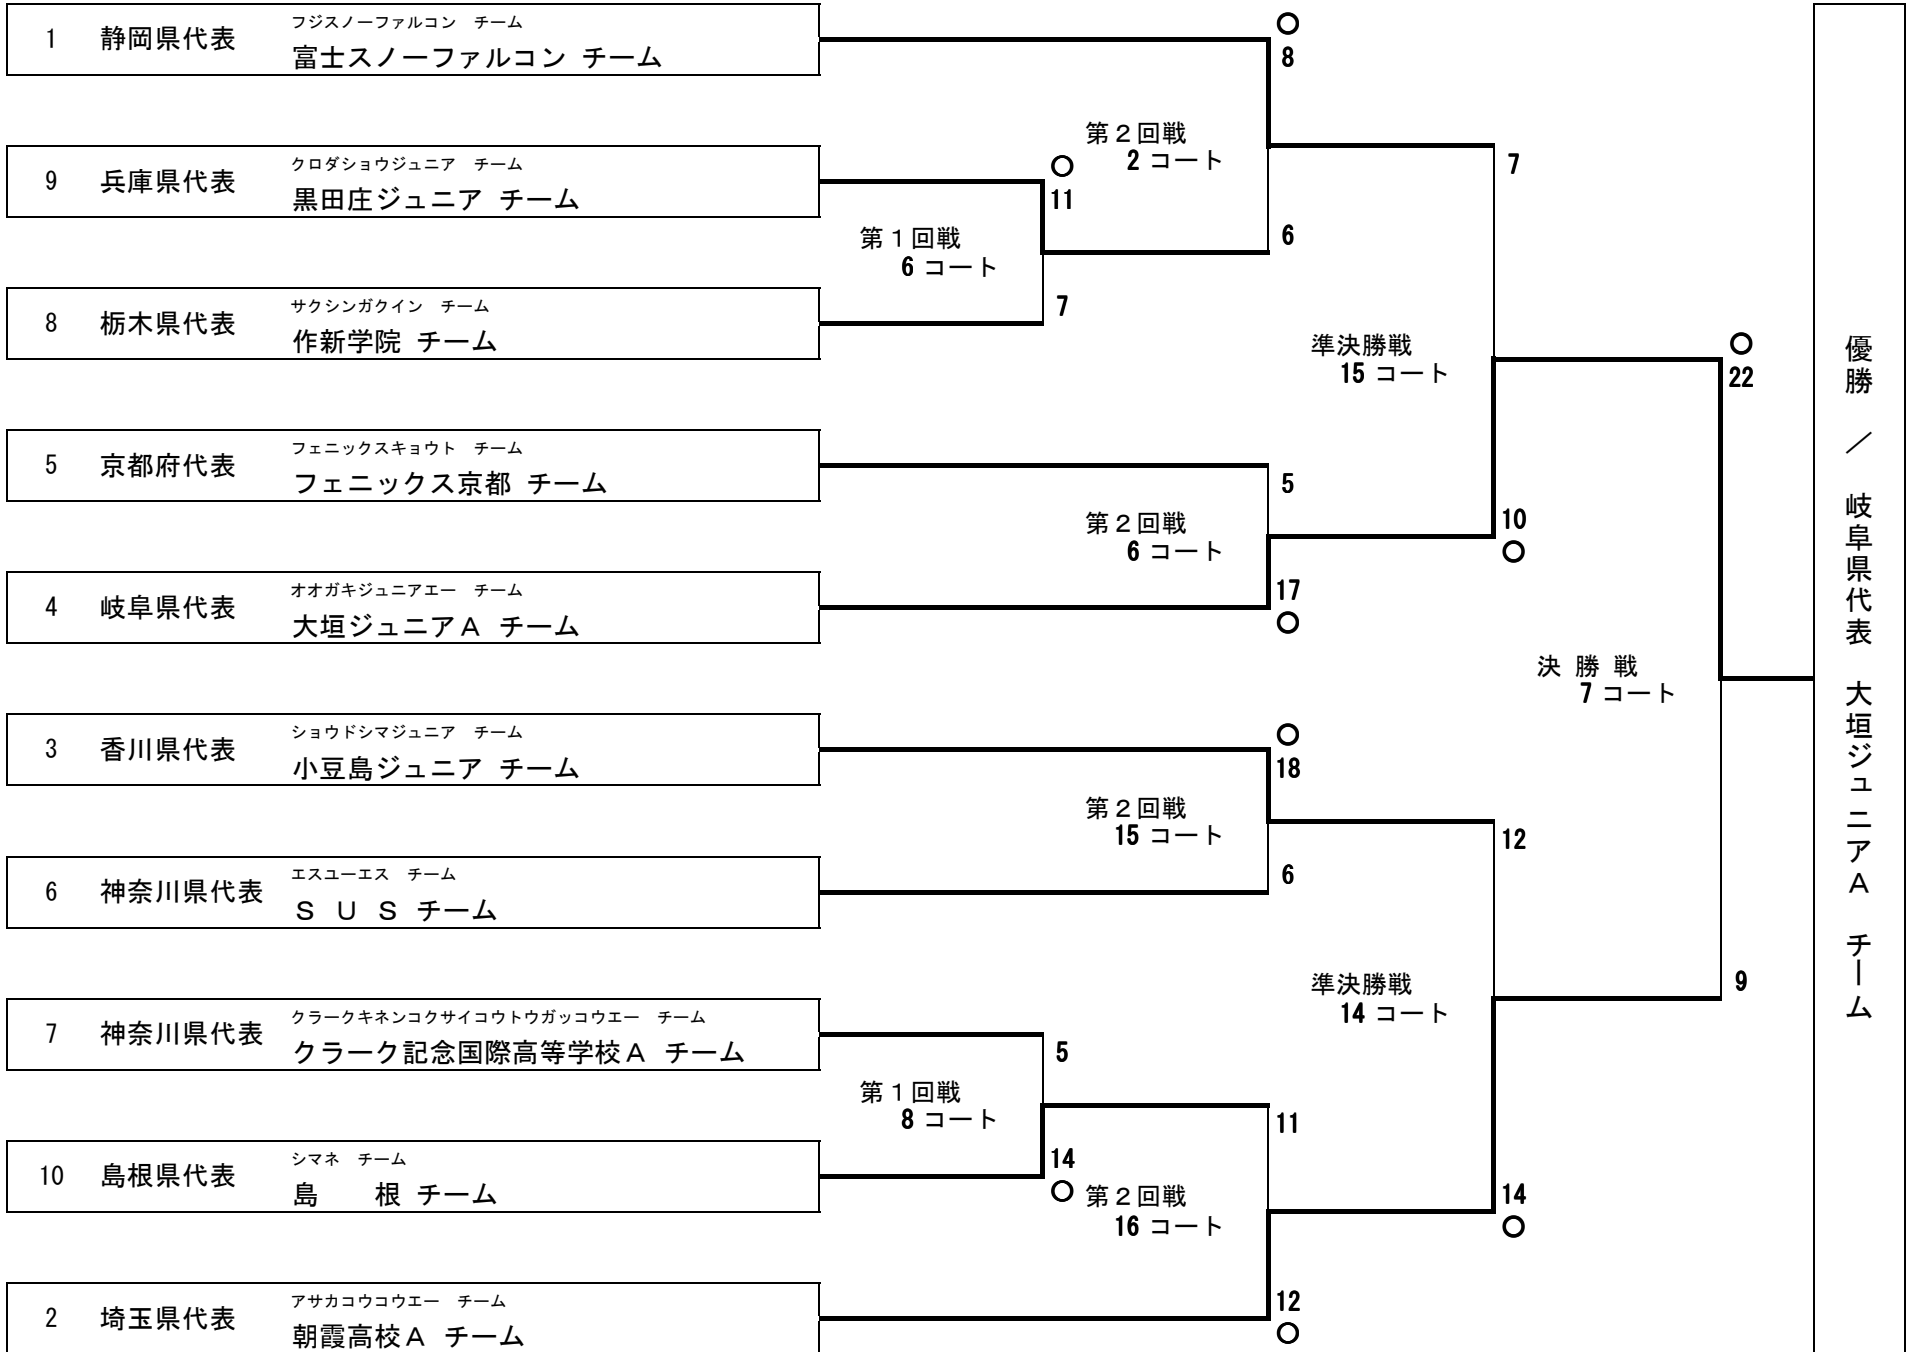 フジスノーファルコン　チーム
1 静岡県代表 富士スノーファルコン チーム
○
8
第２回戦
2 コート
クロダショウジュニア　チーム
9 兵庫県代表 黒田庄ジュニア チーム
○
11
7
第１回戦
6 コート
6
サクシンガクイン　チーム
8 栃木県代表 作新学院 チーム
7
準決勝戦
15 コート
○
22
フェニックスキョウト　チーム
5 京都府代表 フェニックス京都 チーム
5
第２回戦
6 コート
10
○
オオガキジュニアエー　チーム
4 岐阜県代表 大垣ジュニアＡ チーム
17
○
決 勝 戦
7 コート
ショウドシマジュニア　チーム
3 香川県代表 小豆島ジュニア チーム
○
18
第２回戦
15 コート
12
エスユーエス　チーム
6 神奈川県代表 Ｓ Ｕ Ｓ チーム
6
準決勝戦
14 コート
9
クラークキネンコクサイコウトウガッコウエー　チーム
7 神奈川県代表 クラーク記念国際高等学校Ａ チーム
5
第１回戦
8 コート
11
シマネ　チーム
10 島根県代表 島　　根 チーム
14
○
第２回戦
16 コート
14
○
アサカコウコウエー　チーム
2 埼玉県代表 朝霞高校Ａ チーム
12
○
優勝 ／ 岐阜県代表 大垣ジュニアＡ チーム